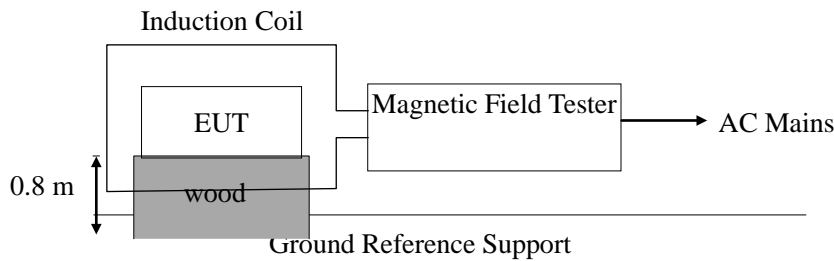 Induction Coil
Magnetic Field Tester
EUT
AC Mains
0.8 m
wood
Ground Reference Support